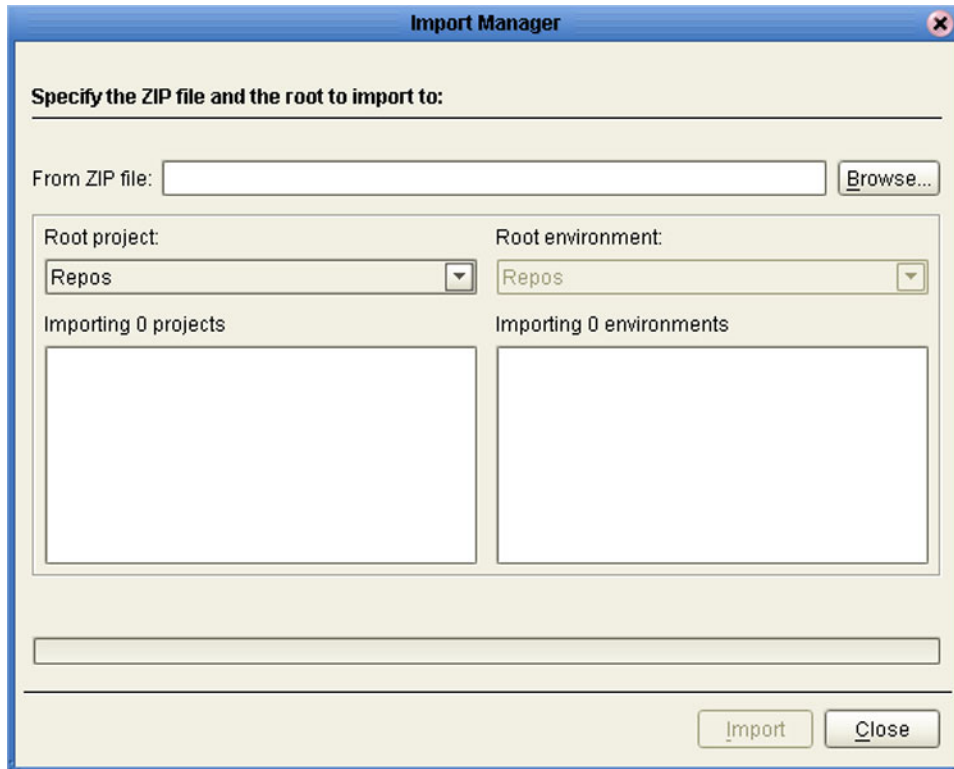 Import Manager
Specify the ZIP file and the root to import to:
From ZIP file: Browse...
Root project: Root environment:
Repos Repos
Importing 0 projects Importing 0 environments
Import Close